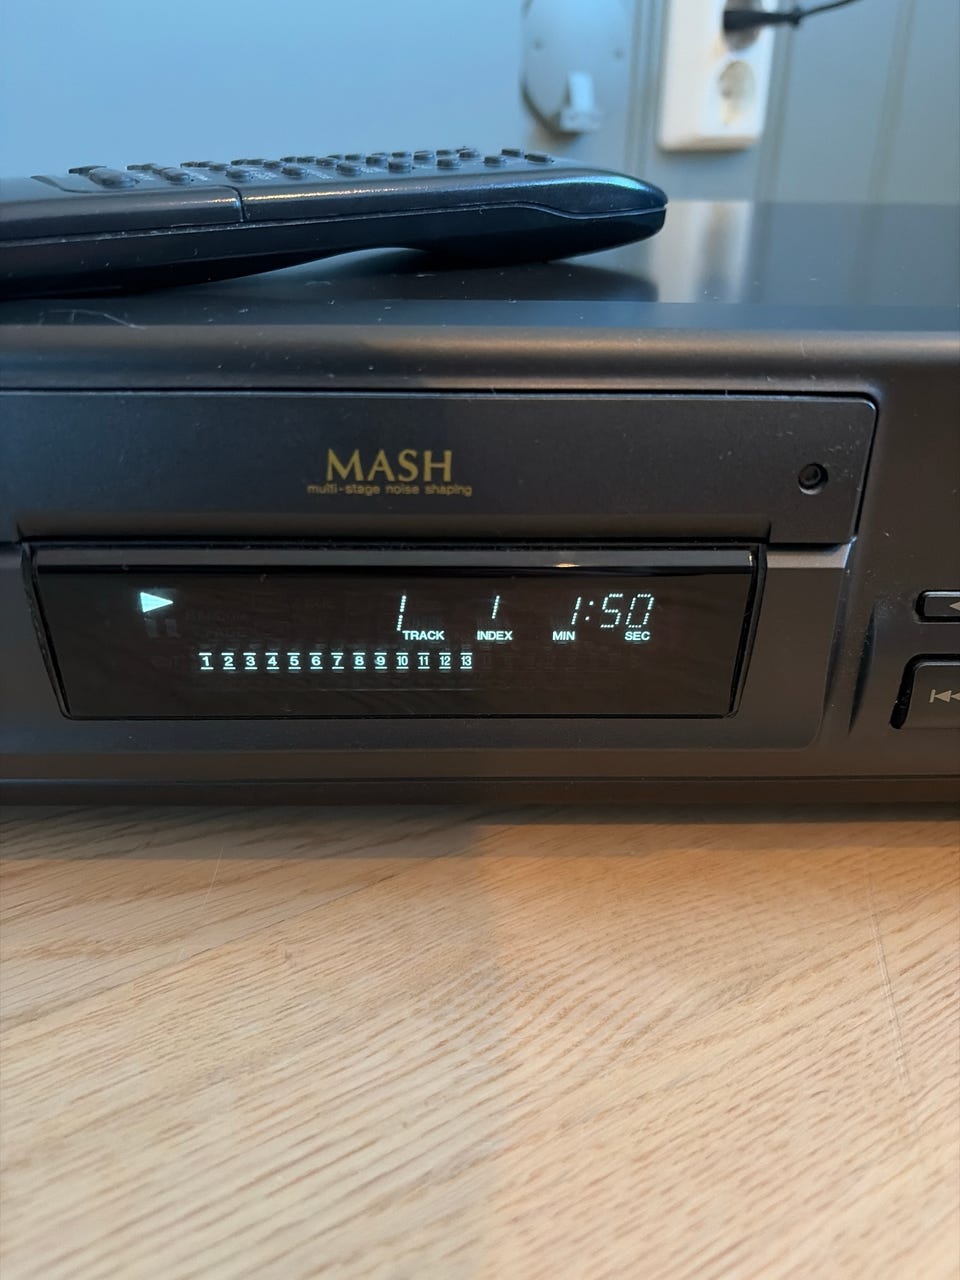 MASH
multi-stage noise shaping
1 1 1:50
TRACK INDEX MIN SEC
1 2 3 4 5 6 7 8 9 10 11 12 13